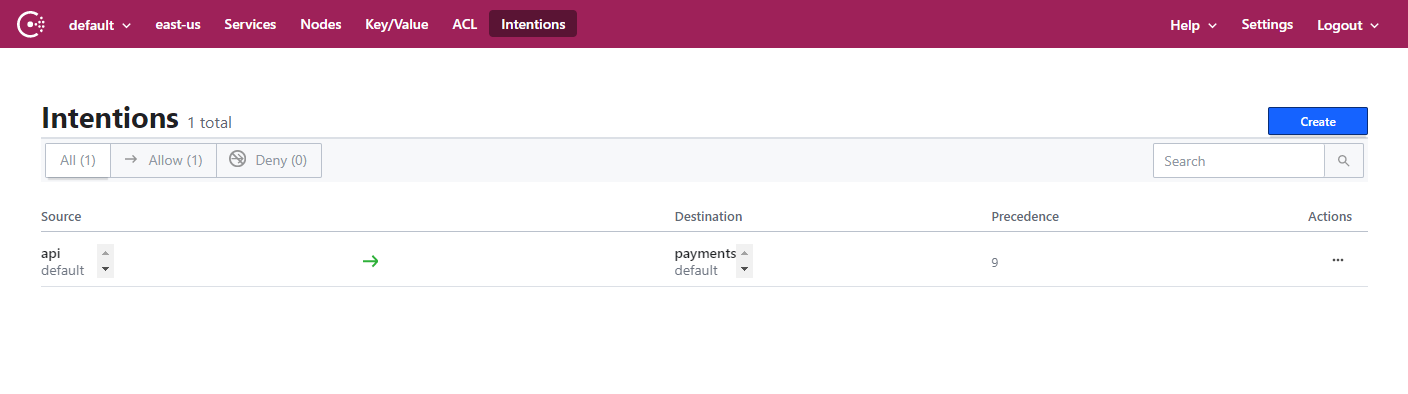 default east-us Services Nodes Key/Value ACL Intentions Help Settings Logout
Intentions 1 total
Create
All (1) Allow (1) Deny (0) Search
Source Destination Precedence Actions
api payments
default default 9